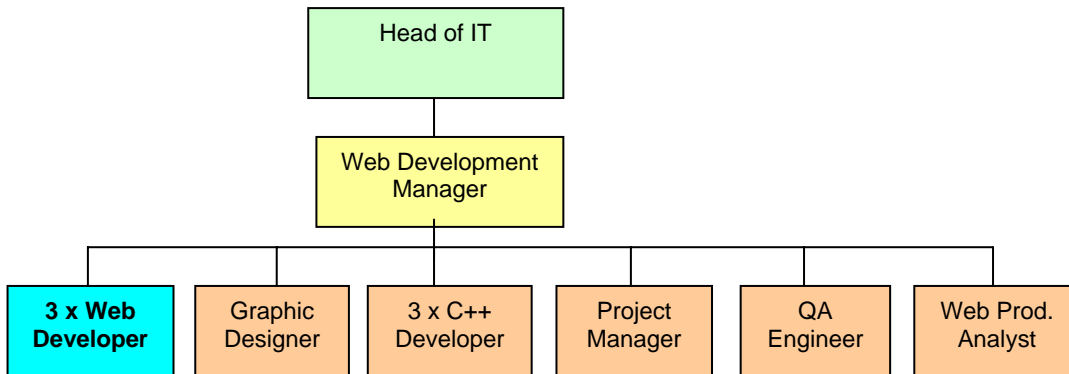 Head of IT
Web Development
Manager
3 x Web
Developer
Graphic
Designer
3 x C++
Developer
Project
Manager
QA
Engineer
Web Prod.
Analyst